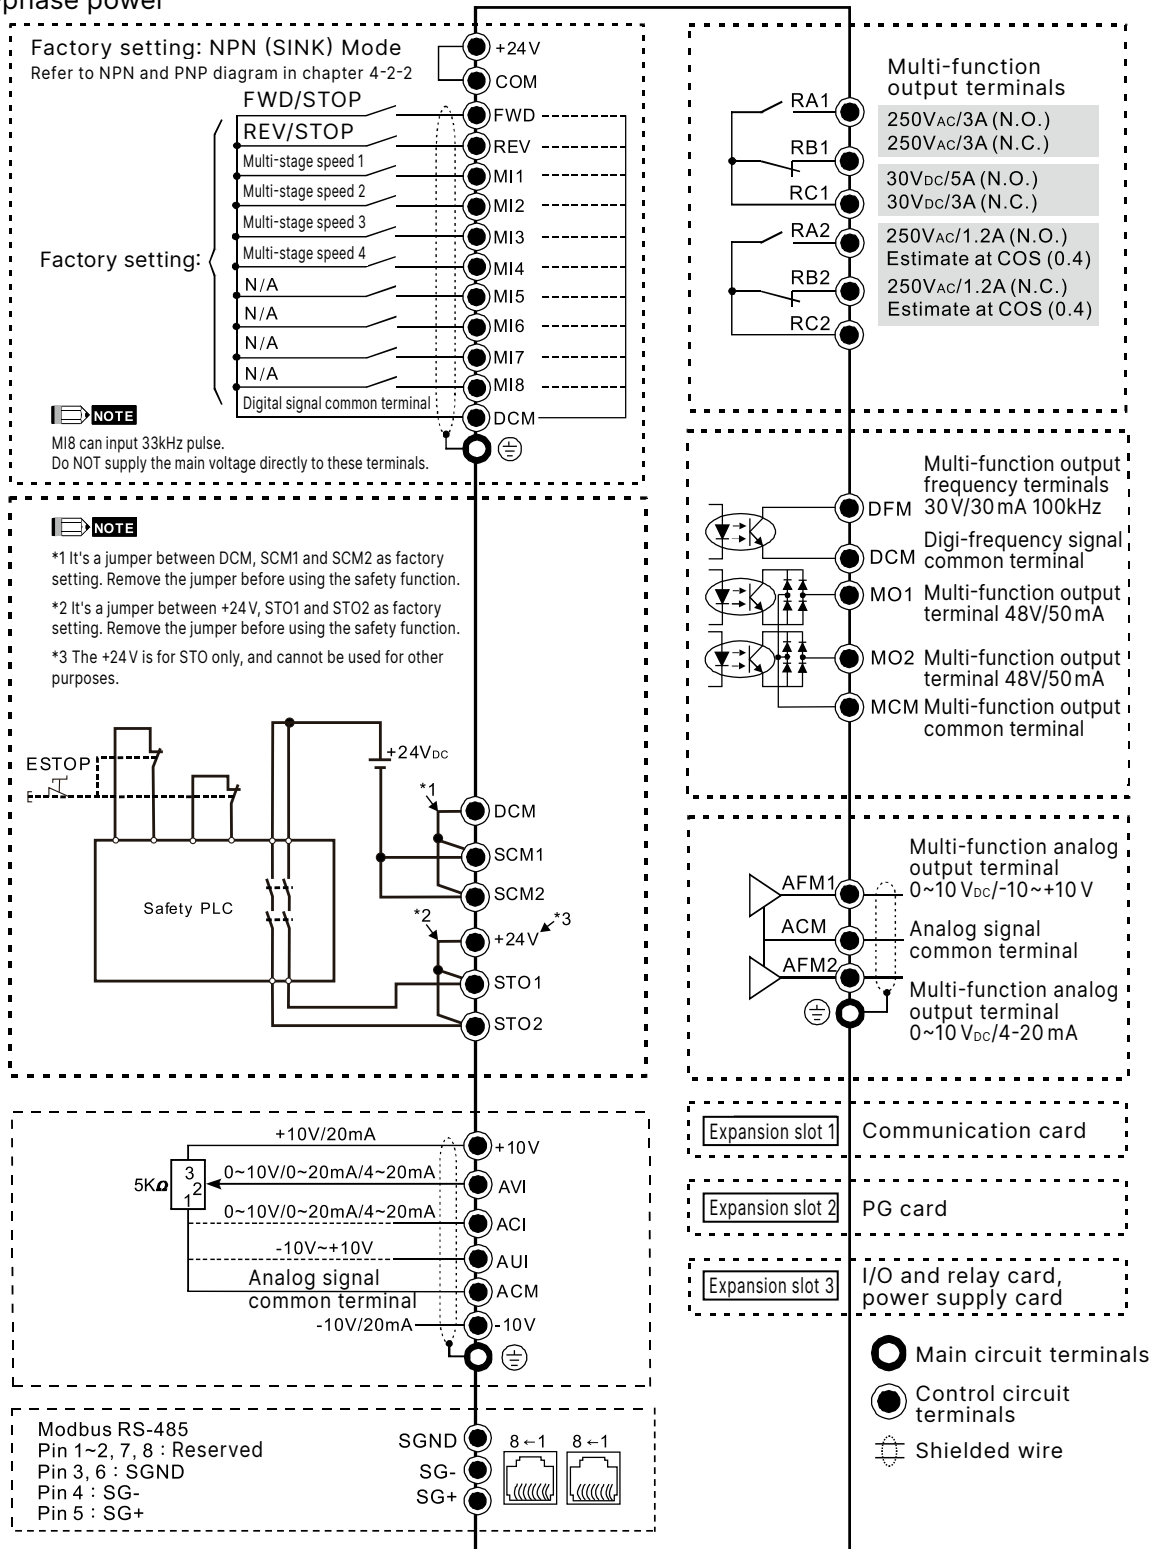 phase power
Factory setting: NPN (SINK) Mode
Refer to NPN and PNP diagram in chapter 4-2-2
+24V
COM
FWD/STOP
FWD
REV/STOP
REV
Multi-stage speed 1
MI1
Multi-stage speed 2
MI2
Multi-stage speed 3
MI3
Multi-stage speed 4
MI4
Factory setting:
N/A
MI5
N/A
MI6
N/A
MI7
N/A
MI8
Digital signal common terminal
DCM
NOTE
MI8 can input 33kHz pulse.
Do NOT supply the main voltage directly to these terminals.
NOTE
*1 It's a jumper between DCM, SCM1 and SCM2 as factory
setting. Remove the jumper before using the safety function.
*2 It's a jumper between +24V, STO1 and STO2 as factory
setting. Remove the jumper before using the safety function.
*3 The +24V is for STO only, and cannot be used for other
purposes.
ESTOP
+24VDC
*1
DCM
SCM1
SCM2
Safety PLC
*2
+24V
*3
STO1
STO2
+10V/20mA
+10V
5KΩ
3
2
1
0~10V/0~20mA/4~20mA
AVI
0~10V/0~20mA/4~20mA
ACI
-10V~+10V
AUI
Analog signal
common terminal
ACM
-10V/20mA
-10V
Modbus RS-485
Pin 1~2, 7, 8 : Reserved
Pin 3, 6 : SGND
Pin 4 : SG-
Pin 5 : SG+
SGND
SG-
SG+
8←1
8←1
Multi-function
output terminals
RA1
250VAC/3A (N.O.)
250VAC/3A (N.C.)
RB1
30VDC/5A (N.O.)
30VDC/3A (N.C.)
RC1
RA2
250VAC/1.2A (N.O.)
Estimate at COS (0.4)
RB2
250VAC/1.2A (N.C.)
Estimate at COS (0.4)
RC2
Multi-function output
frequency terminals
30V/30mA 100kHz
DFM
Digi-frequency signal
common terminal
DCM
MO1
Multi-function output
terminal 48V/50mA
MO2
Multi-function output
terminal 48V/50mA
MCM
Multi-function output
common terminal
Multi-function analog
output terminal
0~10 VDC/-10~+10 V
AFM1
ACM
Analog signal
common terminal
AFM2
Multi-function analog
output terminal
0~10 VDC/4-20 mA
Expansion slot 1
Communication card
Expansion slot 2
PG card
Expansion slot 3
I/O and relay card,
power supply card
Main circuit terminals
Control circuit
terminals
Shielded wire